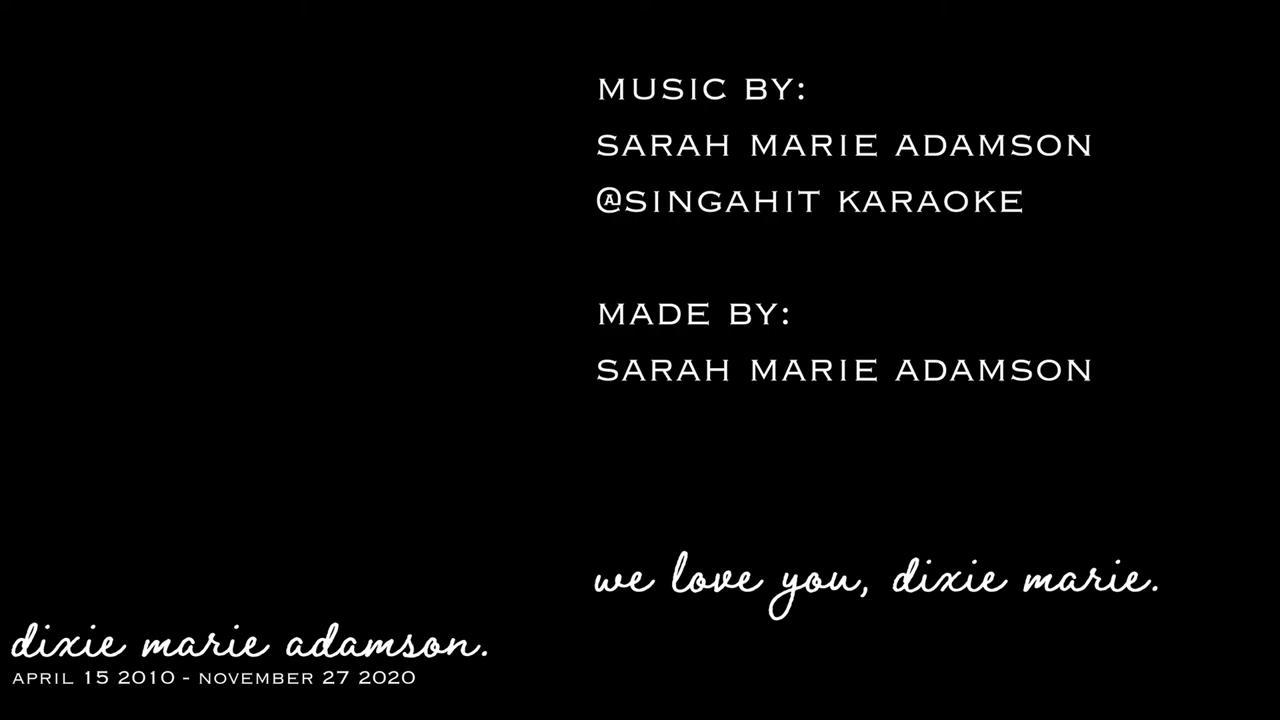 MUSIC BY:
SARAH MARIE ADAMSON
@SINGAHIT KARAOKE
MADE BY:
SARAH MARIE ADAMSON
we love you, dixie marie.
dixie marie adamson.
APRIL 15 2010 - NOVEMBER 27 2020